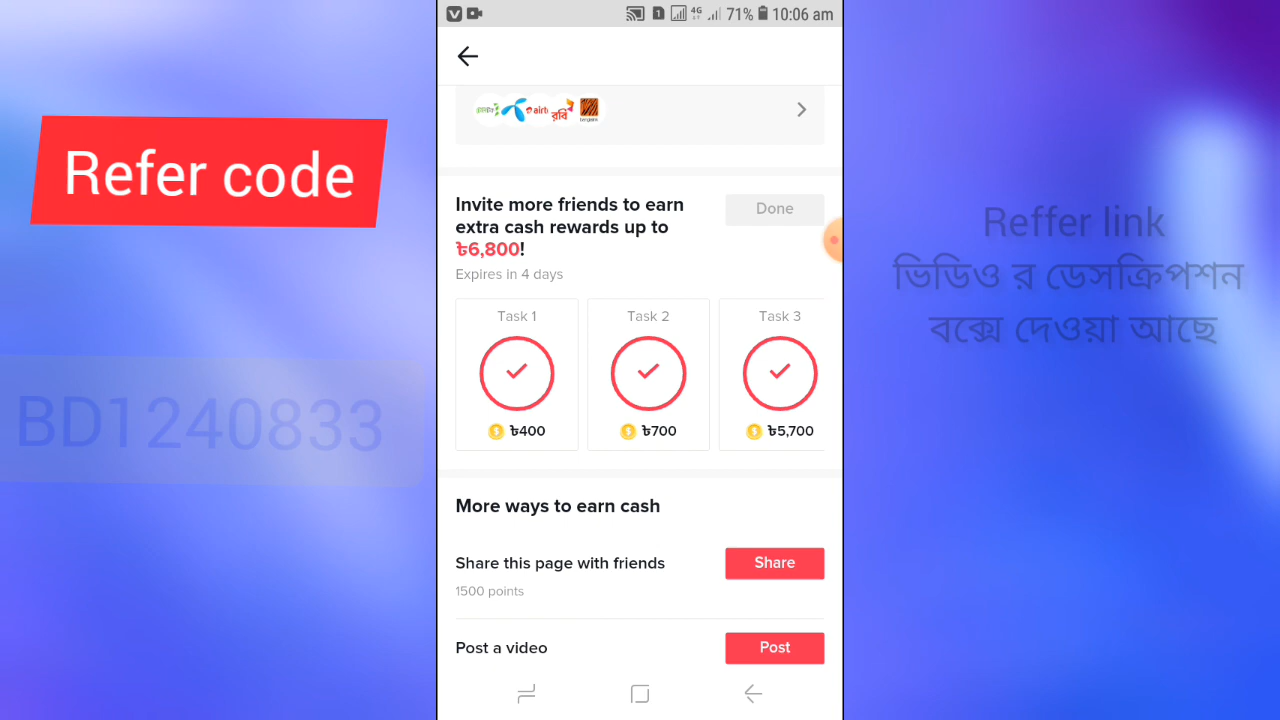 71% 10:06 am
4G
Refer code
BD1240833
রবি
Invite more friends to earn
extra cash rewards up to
৳6,800!
Done
Expires in 4 days
Task 1
Task 2
Task 3
৳400
৳700
৳5,700
More ways to earn cash
Share this page with friends
Share
1500 points
Post a video
Post
Reffer link
ভিডিও র ডেসক্রিপশন
বক্সে দেওয়া আছে